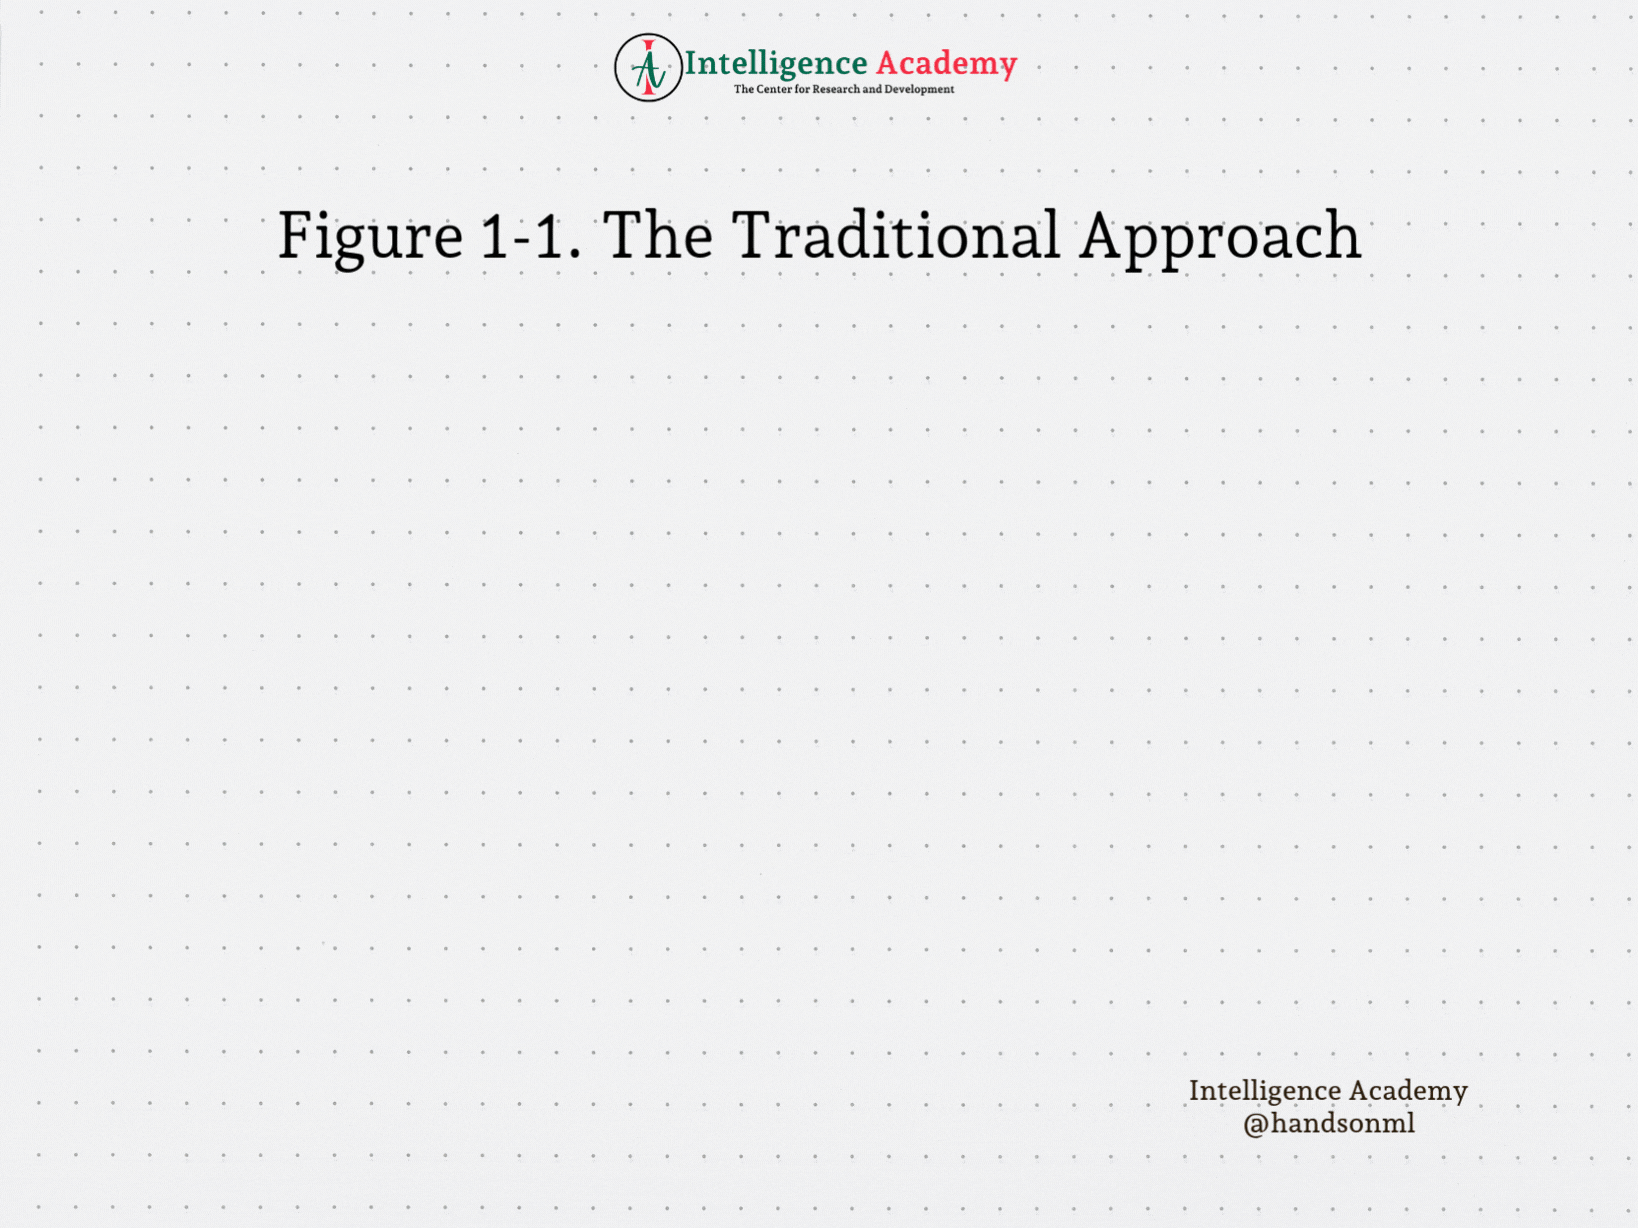 Intelligence Academy
The Center for Research and Development
Figure 1-1. The Traditional Approach
Intelligence Academy
@handsonml